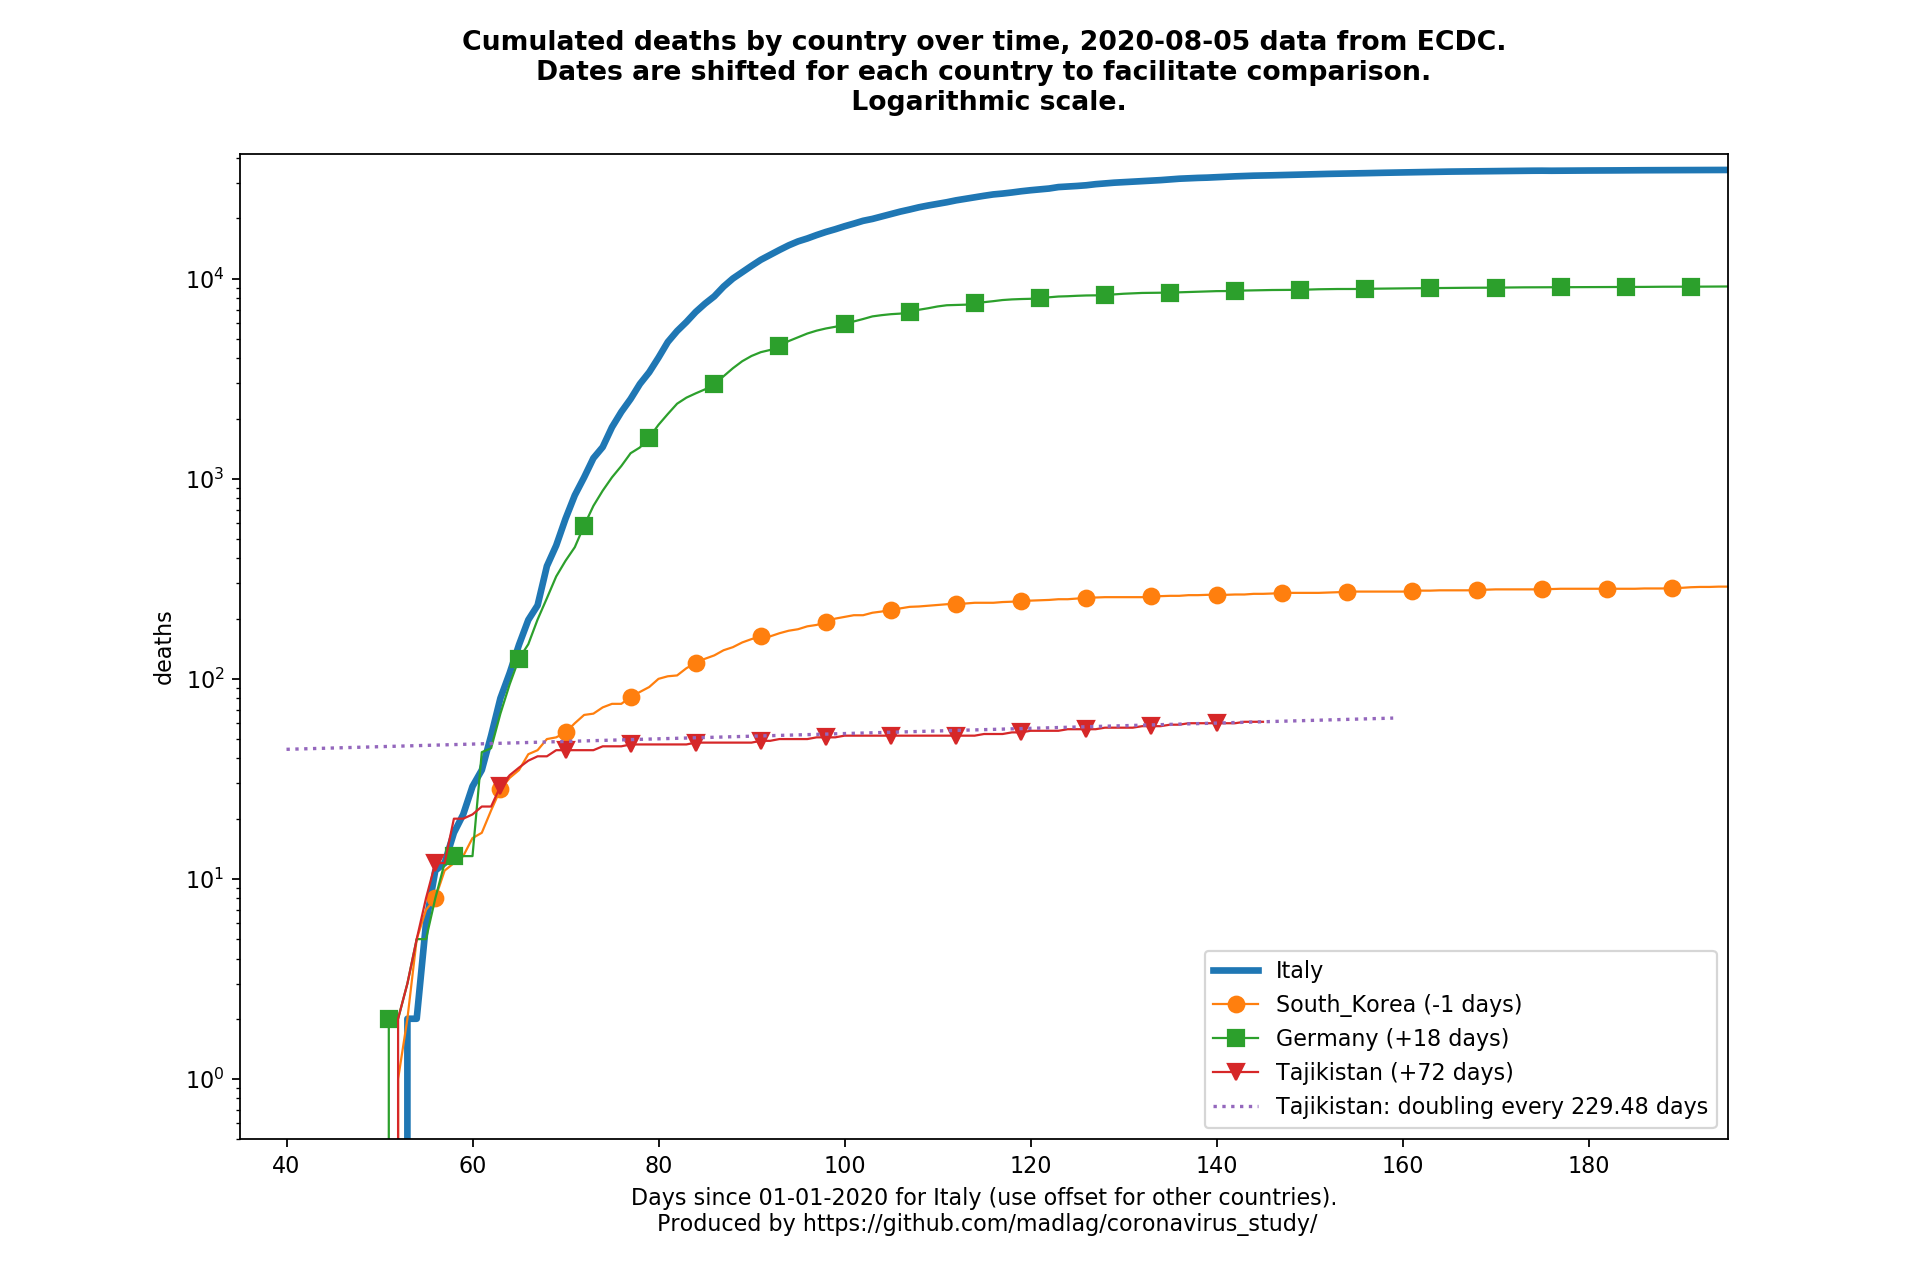 Cumulated deaths by country over time, 2020-08-05 data from ECDC.
Dates are shifted for each country to facilitate comparison.
Logarithmic scale.
10^4
10^3
10^2
10^1
10^0
deaths
Italy
South_Korea (-1 days)
Germany (+18 days)
Tajikistan (+72 days)
Tajikistan: doubling every 229.48 days
40 60 80 100 120 140 160 180
Days since 01-01-2020 for Italy (use offset for other countries).
Produced by https://github.com/madlag/coronavirus_study/